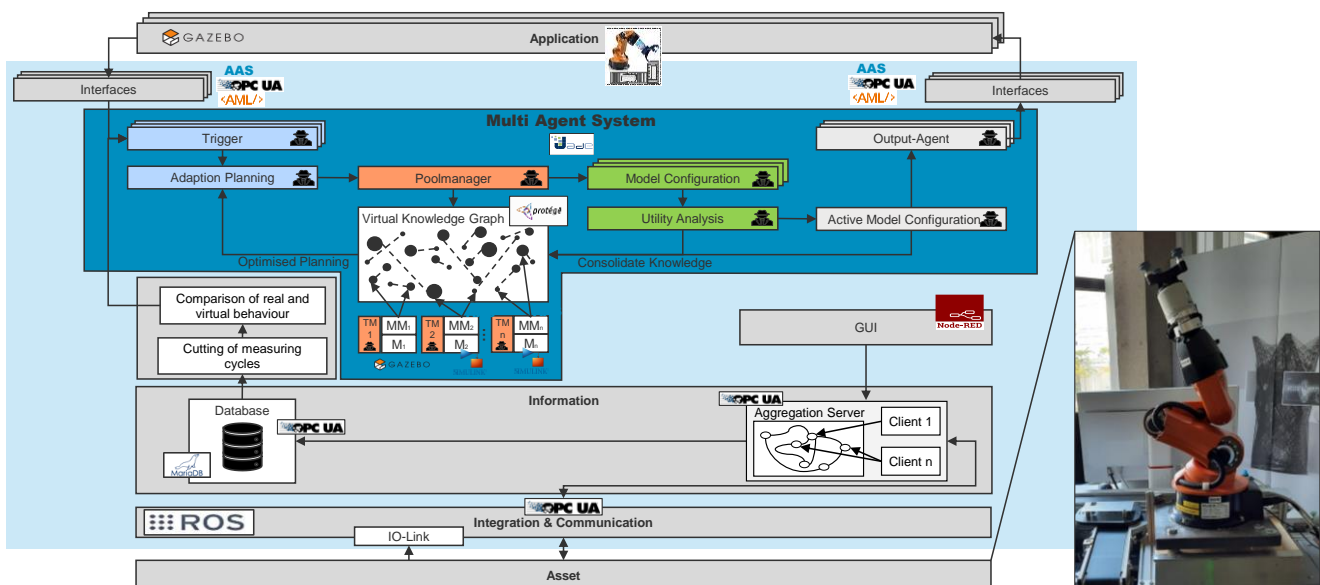 GAZEBO
Application
AAS
OPC UA
<AML/>
Interfaces
AAS
OPC UA
<AML/>
Interfaces
Multi Agent System
Jade
Trigger
Output-Agent
Adaption Planning
Poolmanager
Model Configuration
Virtual Knowledge Graph
protégé
Utility Analysis
Active Model Configuration
Optimised Planning
Consolidate Knowledge
Comparison of real and
virtual behaviour
Cutting of measuring
cycles
TM
1
MM1
M1
TM
2
MM2
M2
:
TM
n
MMn
Mn
GAZEBO
SIMULINK
SIMULINK
GUI
Node-RED
Information
Database
OPC UA
MariaDB
OPC UA
Aggregation Server
Client 1
Client n
OPC UA
ROS
Integration & Communication
IO-Link
Asset